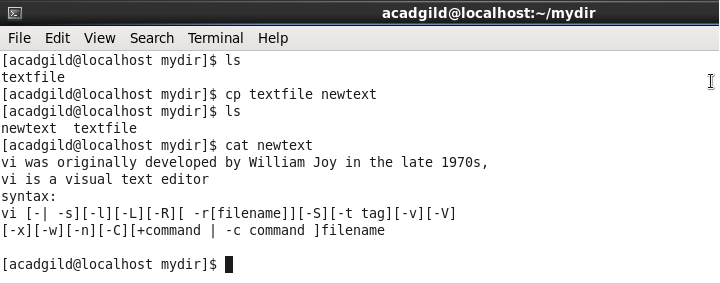 acadgild@localhost:~/mydir
File Edit View Search Terminal Help
[acadgild@localhost mydir]$ ls
textfile
[acadgild@localhost mydir]$ cp textfile newtext
[acadgild@localhost mydir]$ ls
newtext  textfile
[acadgild@localhost mydir]$ cat newtext
vi was originally developed by William Joy in the late 1970s,
vi is a visual text editor
syntax:
vi [-| -s][-l][-L][-R][ -r[filename]][-S][-t tag][-v][-V]
[-x][-w][-n][-C][+command | -c command ]filename
[acadgild@localhost mydir]$